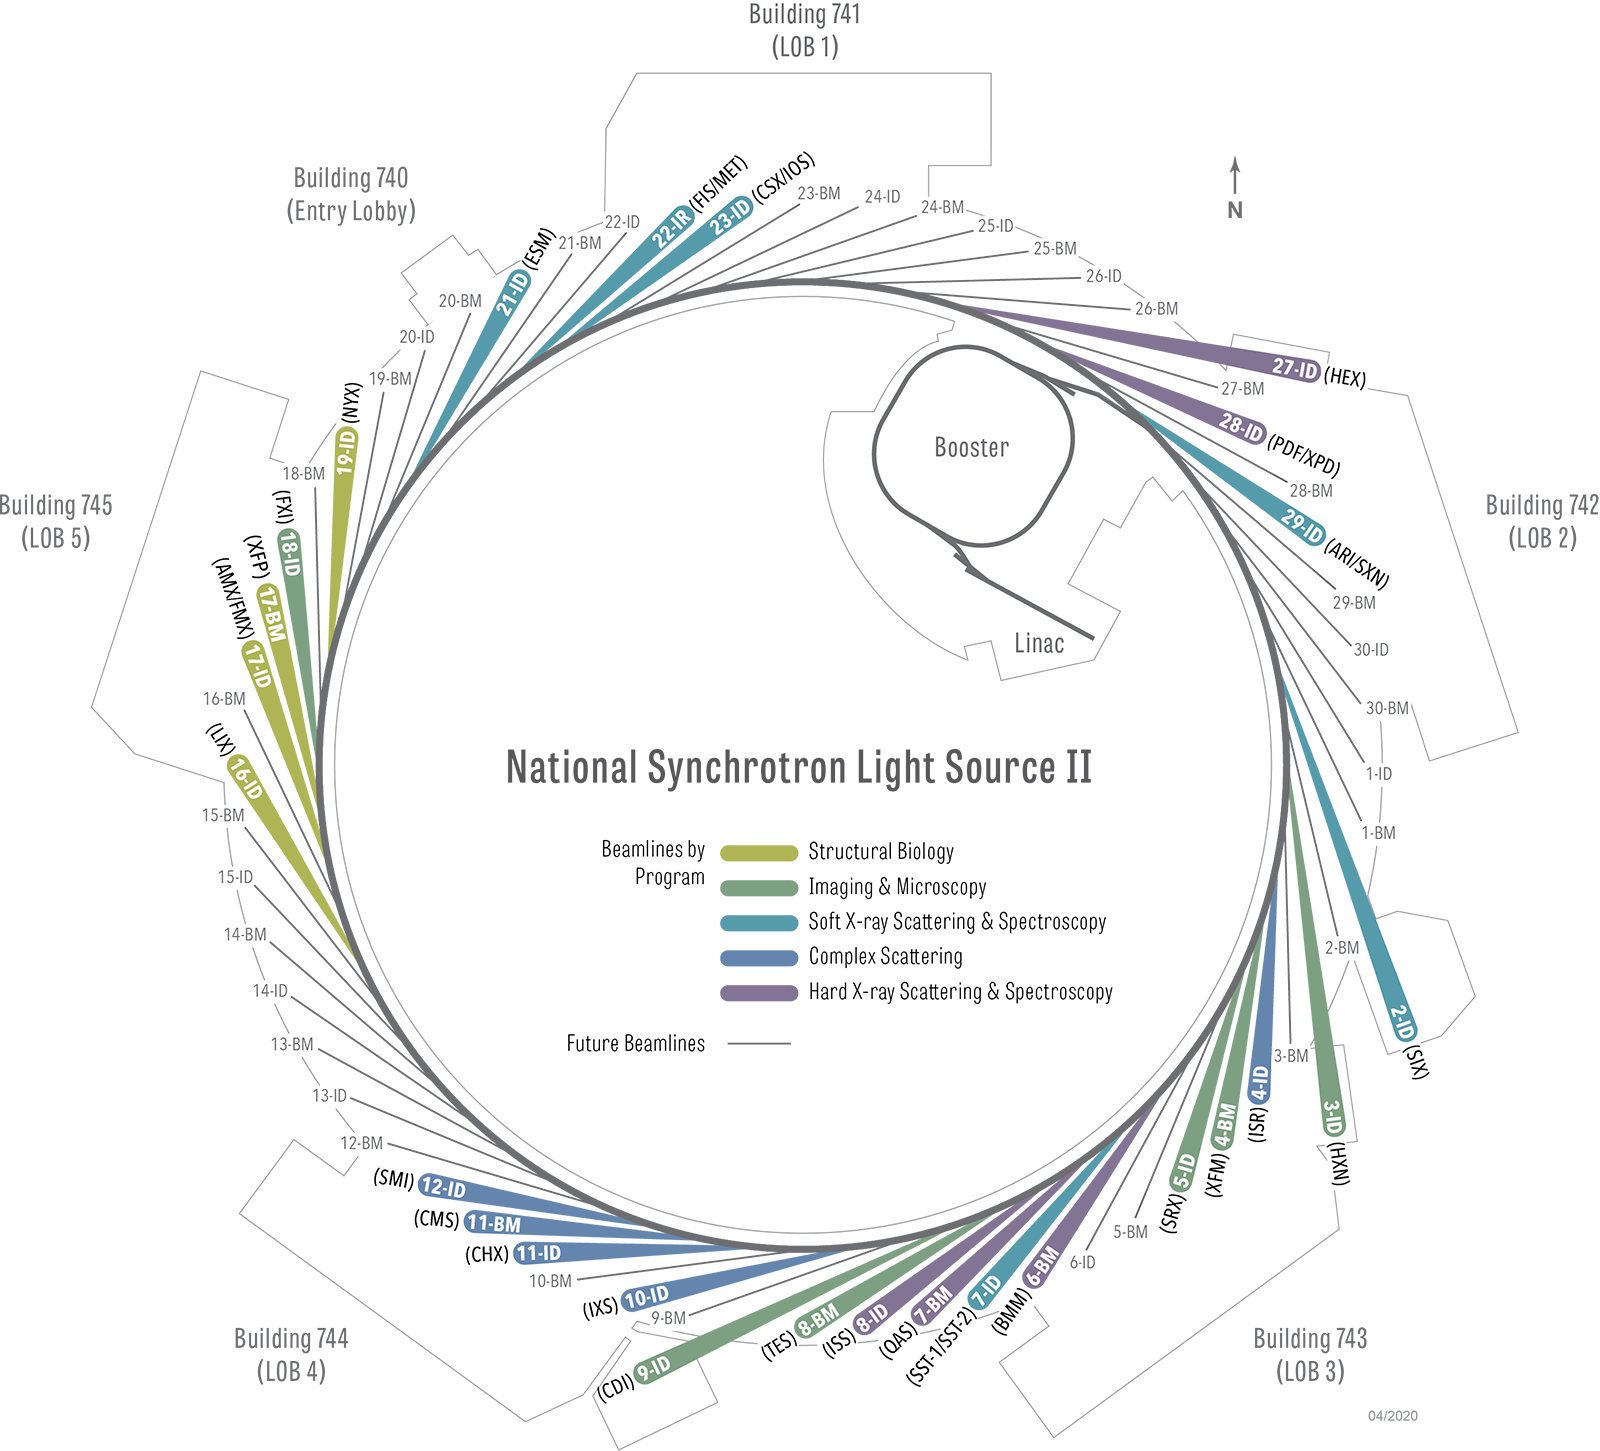 Building 741
(LOB 1)
Building 740
(Entry Lobby)
N
22-IR (FIS/MET)
23-ID (CSX/IOS)
23-BM
24-ID
24-BM
25-ID
25-BM
26-ID
26-BM
27-ID (HEX)
27-BM
28-ID (PDF/XPD)
28-BM
29-ID (ARI/SXN)
29-BM
30-ID
30-BM
1-ID
1-BM
2-ID (SIX)
2-BM
3-ID (HXN)
3-BM
4-ID (ISR)
4-BM (XFM)
5-ID (SRX)
5-BM
6-ID
6-BM (BMM)
7-ID (SST-1/SST-2)
7-BM (QAS)
8-ID (ISS)
8-BM (TES)
9-ID (CDI)
9-BM
10-ID (IXS)
10-BM
11-ID (CHX)
11-BM (CMS)
12-ID (SMI)
12-BM
13-ID
13-BM
14-ID
14-BM
15-ID
15-BM
16-ID (LIX)
16-BM
17-ID (AMX/FMX)
17-BM (XFP)
18-ID (FXI)
18-BM
19-ID (NYX)
19-BM
20-ID
20-BM
21-ID (ESM)
21-BM
22-ID
Building 745
(LOB 5)
Building 742
(LOB 2)
Booster
Linac
National Synchrotron Light Source II
Beamlines by
Program
Structural Biology
Imaging & Microscopy
Soft X-ray Scattering & Spectroscopy
Complex Scattering
Hard X-ray Scattering & Spectroscopy
Future Beamlines
Building 744
(LOB 4)
Building 743
(LOB 3)
04/2020